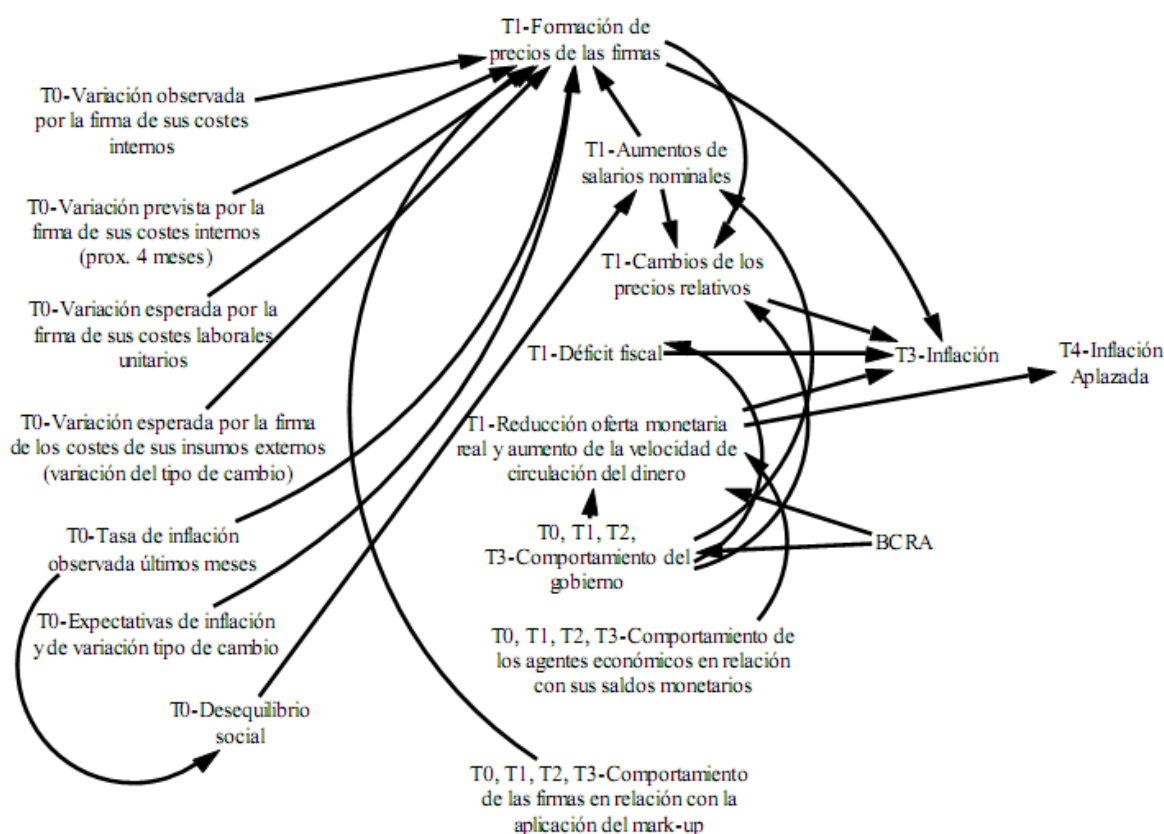 T1-Formación de
precios de las firmas
T0-Variación observada
por la firma de sus costes
internos
T1-Aumentos de
salarios nominales
T0-Variación prevista por la
firma de sus costes internos
(prox. 4 meses)
T1-Cambios de los
precios relativos
T0-Variación esperada por la
firma de sus costes laborales
unitarios
T1-Déficit fiscal
T3-Inflación
T4-Inflación
Aplazada
T0-Variación esperada por la firma
de los costes de sus insumos externos
(variación del tipo de cambio)
T1-Reducción oferta monetaria
real y aumento de la velocidad de
circulación del dinero
T0-Tasa de inflación
observada últimos meses
T0, T1, T2,
T3-Comportamiento del
gobierno
BCRA
T0-Expectativas de inflación
y de variación tipo de cambio
T0, T1, T2, T3-Comportamiento de
los agentes económicos en relación
con sus saldos monetarios
T0-Desequilibrio
social
T0, T1, T2, T3-Comportamiento
de las firmas en relación con la
aplicación del mark-up